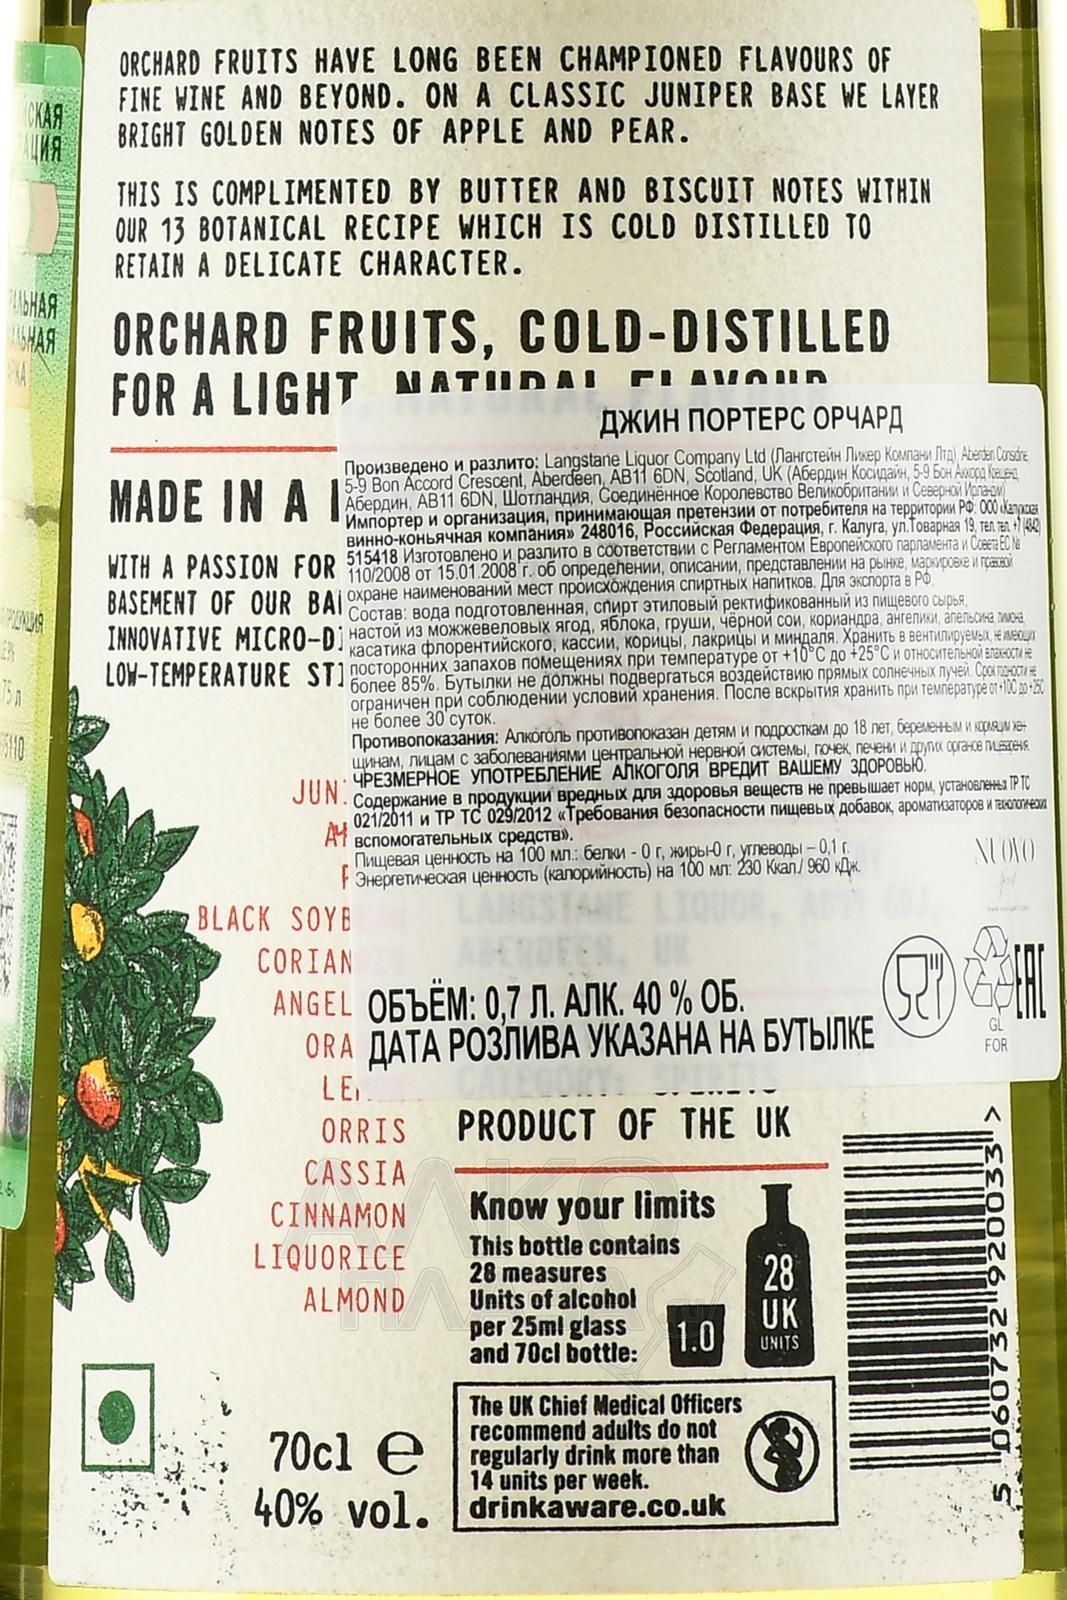 ORCHARD FRUITS HAVE LONG BEEN CHAMPIONED FLAVOURS OF
FINE WINE AND BEYOND. ON A CLASSIC JUNIPER BASE WE LAYER
BRIGHT GOLDEN NOTES OF APPLE AND PEAR.
THIS IS COMPLIMENTED BY BUTTER AND BISCUIT NOTES WITHIN
OUR 13 BOTANICAL RECIPE WHICH IS COLD DISTILLED TO
RETAIN A DELICATE CHARACTER.
ORCHARD FRUITS, COLD-DISTILLED
FOR A LIGHT, NATURAL FLAVOUR
MADE IN A
WITH A PASSION FOR
BASEMENT OF OUR BA
INNOVATIVE MICRO-DI
LOW-TEMPERATURE STI
ДЖИН ПОРТЕРС ОРЧАРД
Произведено и разлито: Langstane Liquor Company Ltd (Лангстейн Ликер Компани Лтд), Aberdein Considine,
5-9 Bon Accord Crescent, Aberdeen, AB11 6DN, Scotland, UK (Абердин Косидайн, 5-9 Бон Аккорд Кресцент,
Абердин, AB11 6DN, Шотландия, Соединённое Королевство Великобритании и Северной Ирландии)
Импортер и организация, принимающая претензии от потребителя на территории РФ: ООО «Калужская
винно-коньячная компания» 248016, Российская Федерация, г. Калуга, ул.Товарная 19, тел. тел. +7 (4842)
515418 Изготовлено и разлито в соответствии с Регламентом Европейского парламента и Совета ЕС №
110/2008 от 15.01.2008 г. об определении, описании, представлении на рынке, маркировке и правовой
охране наименований мест происхождения спиртных напитков. Для экспорта в РФ.
Состав: вода подготовленная, спирт этиловый ректификованный из пищевого сырья,
настой из можжевеловых ягод, яблока, груши, чёрной сои, кориандра, ангелики, апельсина, лимона,
касатика флорентийского, кассии, корицы, лакрицы и миндаля. Хранить в вентилируемых, не имеющих
посторонних запахов помещениях при температуре от +10°C до +25°C и относительной влажности не
более 85%. Бутылки не должны подвергаться воздействию прямых солнечных лучей. Срок годности не
ограничен при соблюдении условий хранения. После вскрытия хранить при температуре от +10C до +25C
не более 30 суток.
Противопоказания: Алкоголь противопоказан детям и подросткам до 18 лет, беременным и кормящим жен-
щинам, лицам с заболеваниями центральной нервной системы, почек, печени и других органов пищеварения.
ЧРЕЗМЕРНОЕ УПОТРЕБЛЕНИЕ АЛКОГОЛЯ ВРЕДИТ ВАШЕМУ ЗДОРОВЬЮ.
Содержание в продукции вредных для здоровья веществ не превышает норм, установленных ТР ТС
021/2011 и ТР ТС 029/2012 «Требования безопасности пищевых добавок, ароматизаторов и технологических
вспомогательных средств».
Пищевая ценность на 100 мл.: белки - 0 г, жиры-0 г, углеводы – 0,1 г.
Энергетическая ценность (калорийность) на 100 мл: 230 Ккал./ 960 кДж.
NUOVO
LANGSTANE LIQUOR, AB11 6DJ,
ABERDEEN, UK
ОБЪЁМ: 0,7 Л. АЛК. 40 % ОБ.
ДАТА РОЗЛИВА УКАЗАНА НА БУТЫЛКЕ
GL
FOR
EAC
CATEGORY: SPIRITS
PRODUCT OF THE UK
JUNI
BLACK SOYBEAN
CORIANDER
ANGEL
ORA
LEMON
ORRIS
CASSIA
CINNAMON
LIQUORICE
ALMOND
Know your limits
This bottle contains
28 measures
Units of alcohol
per 25ml glass
and 70cl bottle:
1.0
28
UK
UNITS
The UK Chief Medical Officers
recommend adults do not
regularly drink more than
14 units per week.
drinkaware.co.uk
70cl e
40% vol.
5 060732 920033 >